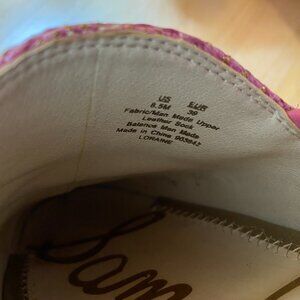 US EUR
8.5M 38
Fabric/Man Made Upper
Leather Sock
Balance Man Made
Made in China
LORAINE
Sam